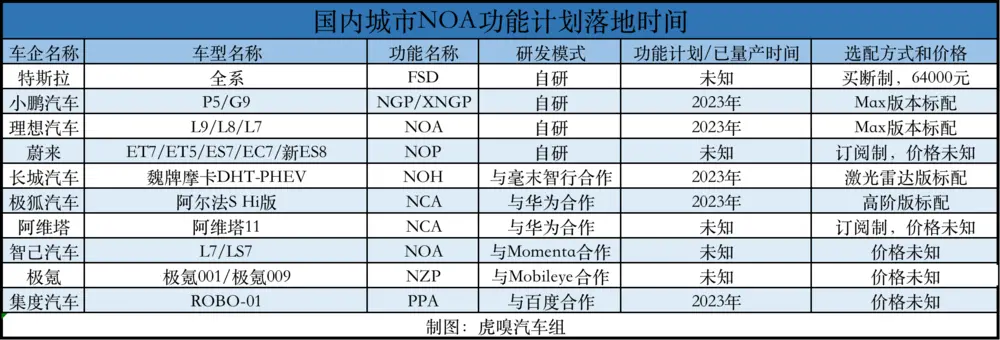 国内城市NOA功能计划落地时间
车企名称 车型名称 功能名称 研发模式 功能计划/已量产时间 选配方式和价格
特斯拉 全系 FSD 自研 未知 买断制，64000元
小鹏汽车 P5/G9 NGP/XNGP 自研 2023年 Max版本标配
理想汽车 L9/L8/L7 NOA 自研 2023年 Max版本标配
蔚来 ET7/ET5/ES7/EC7/新ES8 NOP 自研 未知 订阅制，价格未知
长城汽车 魏牌摩卡DHT-PHEV NOH 与毫末智行合作 2023年 激光雷达版标配
极狐汽车 阿尔法S Hi版 NCA 与华为合作 2023年 高阶版标配
阿维塔 阿维塔11 NCA 与华为合作 未知 订阅制，价格未知
智己汽车 L7/LS7 NOA 与Momenta合作 未知 价格未知
极氪 极氪001/极氪009 NZP 与Mobileye合作 未知 价格未知
集度汽车 ROBO-01 PPA 与百度合作 2023年 价格未知
制图：虎嗅汽车组